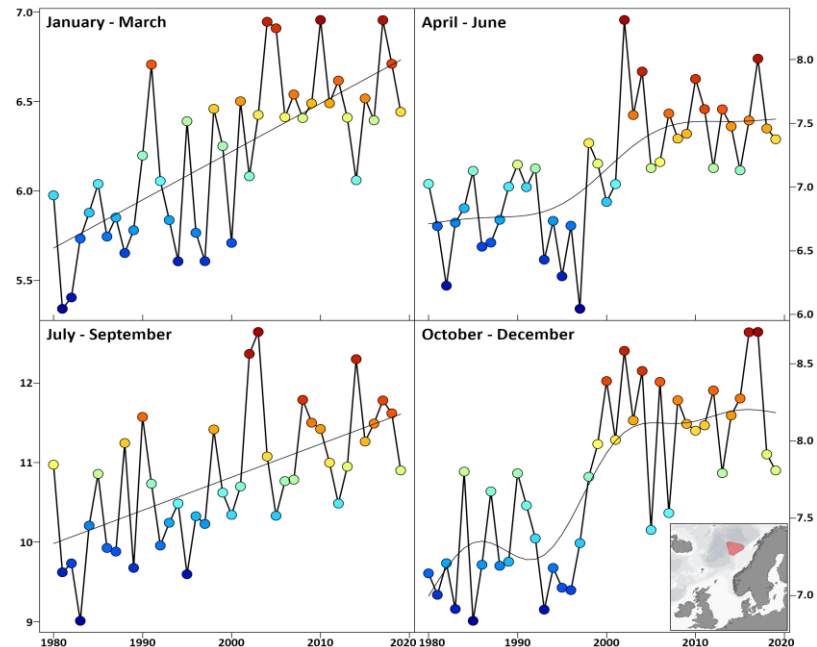 January - March
7.0
6.5
6.0
5.5
April - June
8.0
7.5
7.0
6.5
6.0
July - September
12
11
10
9
1980 1990 2000 2010 2020
October - December
8.5
8.0
7.5
7.0
1980 1990 2000 2010 2020